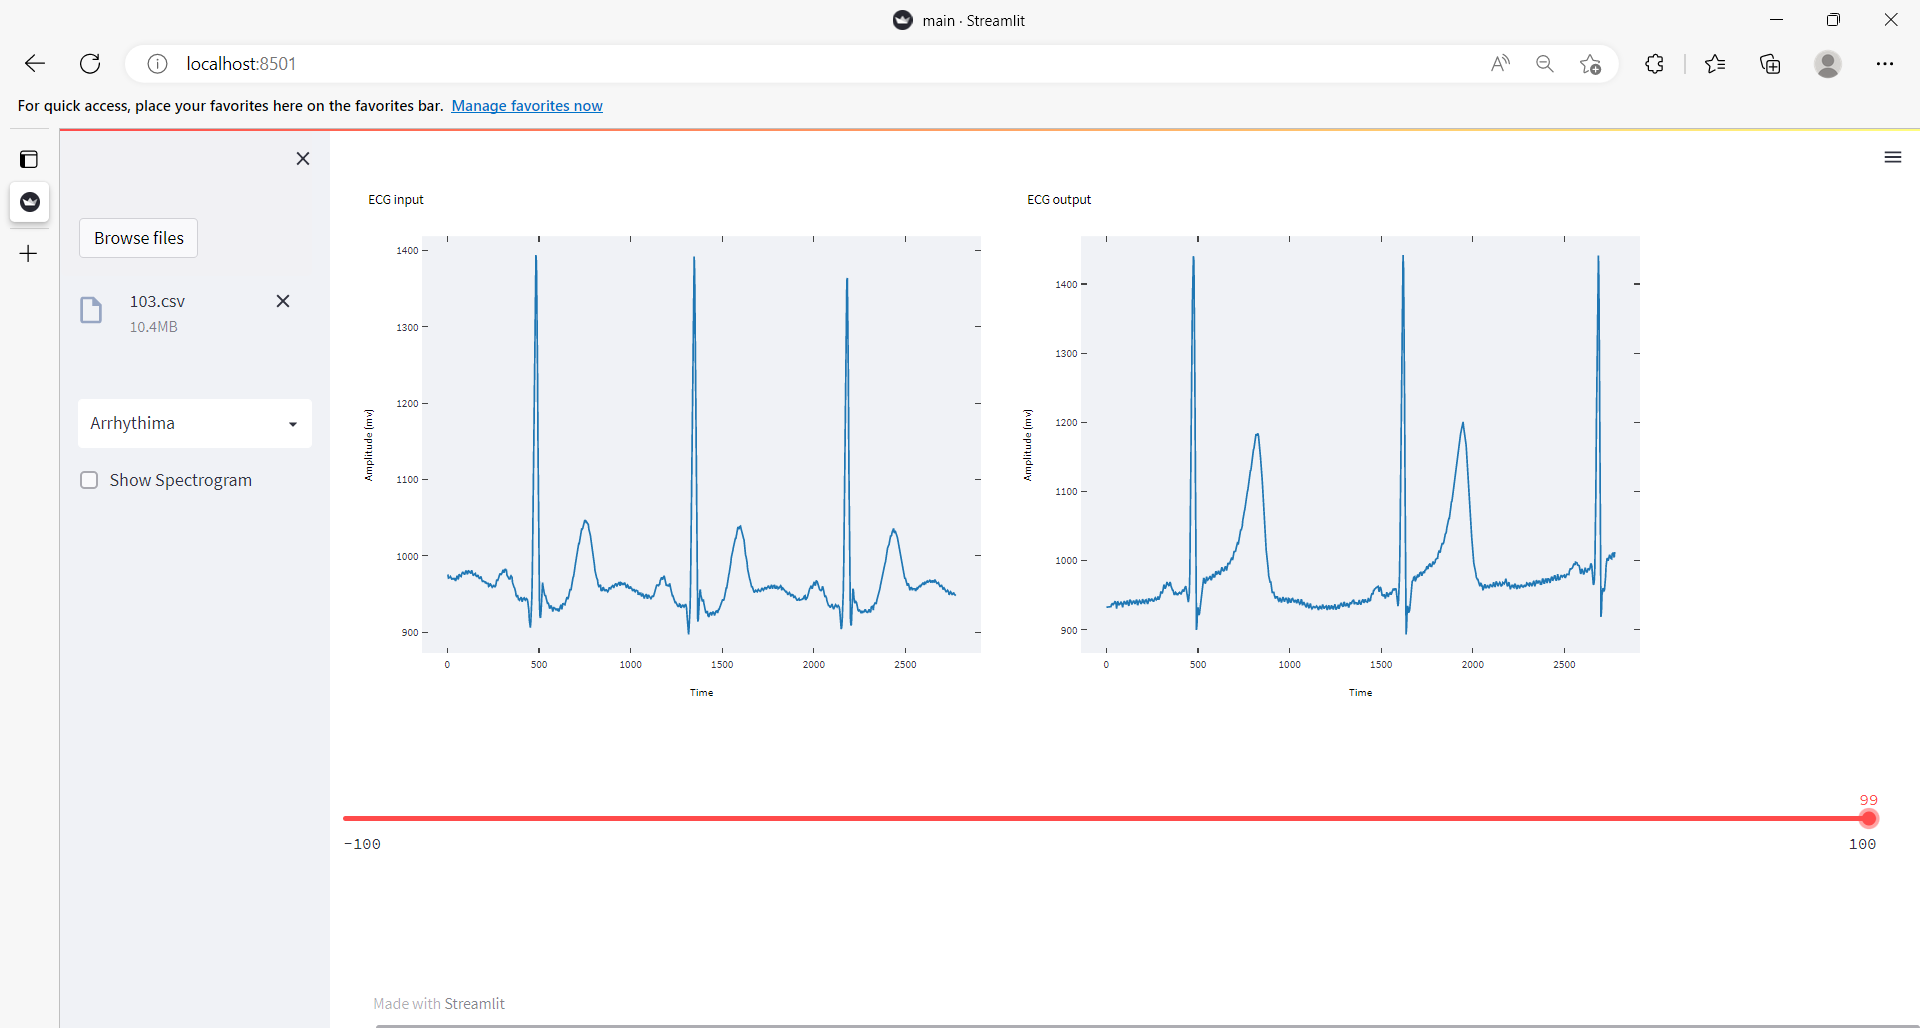 main · Streamlit
localhost:8501
For quick access, place your favorites here on the favorites bar. Manage favorites now
Browse files
103.csv
10.4MB
Arrhythima
Show Spectrogram
ECG input
1400
1300
1200
1100
1000
900
Amplitude (mv)
0 500 1000 1500 2000 2500
Time
ECG output
1400
1300
1200
1100
1000
900
Amplitude (mv)
0 500 1000 1500 2000 2500
Time
99
-100 100
Made with Streamlit